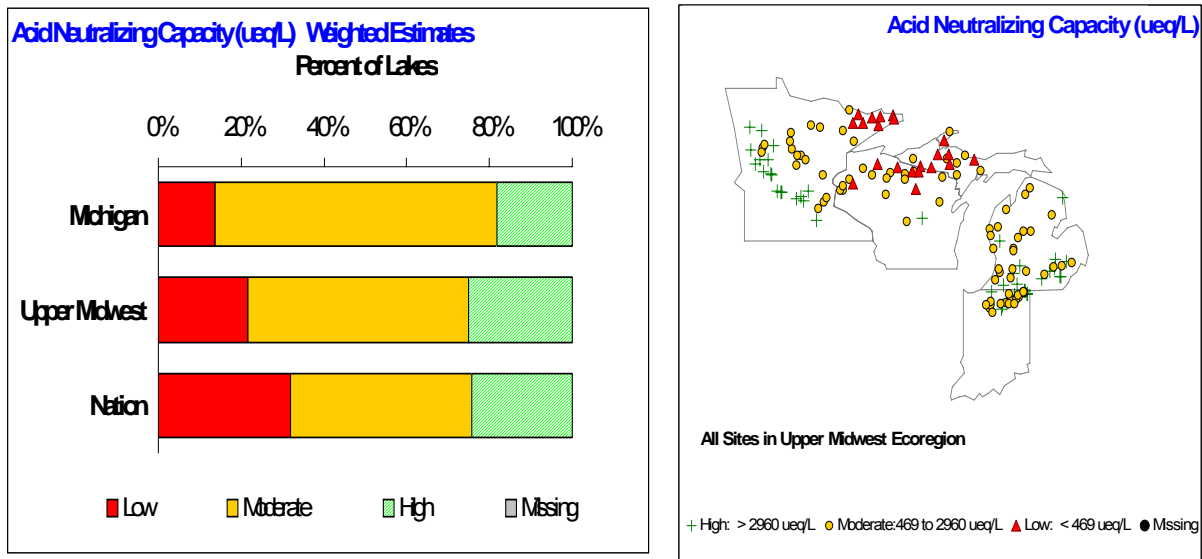 Acid Neutralizing Capacity (ueq/L) Weighted Estimates
Percent of Lakes
0% 20% 40% 60% 80% 100%
Michigan
Upper Midwest
Nation
Low Moderate High Missing
Acid Neutralizing Capacity (ueq/L)
All Sites in Upper Midwest Ecoregion
High: > 2960 ueq/L Moderate:469 to 2960 ueq/L Low: < 469 ueq/L Missing